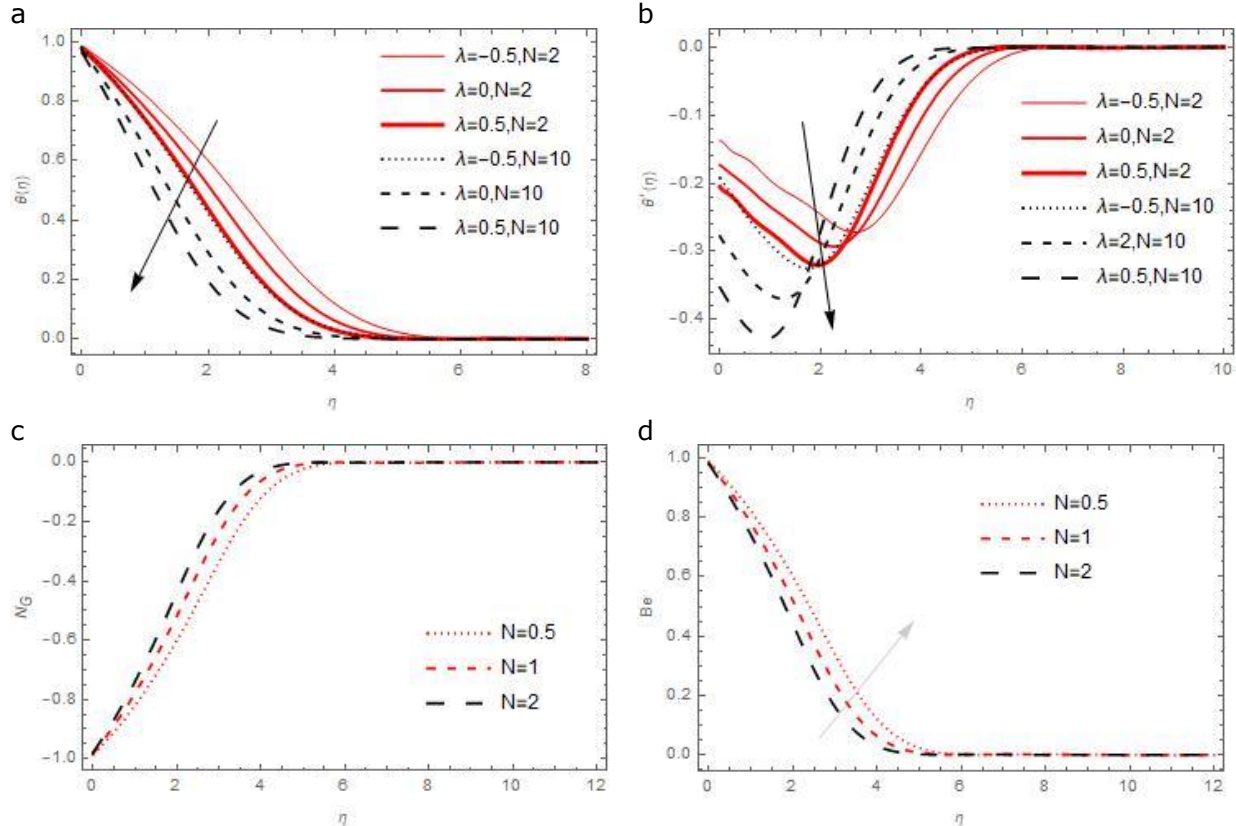 a
1.0
0.8
0.6
0.4
0.2
0.0
θ(η)
λ=−0.5,N=2
λ=0,N=2
λ=0.5,N=2
λ=−0.5,N=10
λ=0,N=10
λ=0.5,N=10
0 2 4 6 8
η
b
0.0
−0.1
−0.2
−0.3
−0.4
θ'(η)
λ=−0.5,N=2
λ=0,N=2
λ=0.5,N=2
λ=−0.5,N=10
λ=2,N=10
λ=0.5,N=10
0 2 4 6 8 10
η
c
0.0
−0.2
−0.4
−0.6
−0.8
−1.0
N_G
N=0.5
N=1
N=2
0 2 4 6 8 10 12
η
d
1.0
0.8
0.6
0.4
0.2
0.0
Be
N=0.5
N=1
N=2
0 2 4 6 8 10 12
η